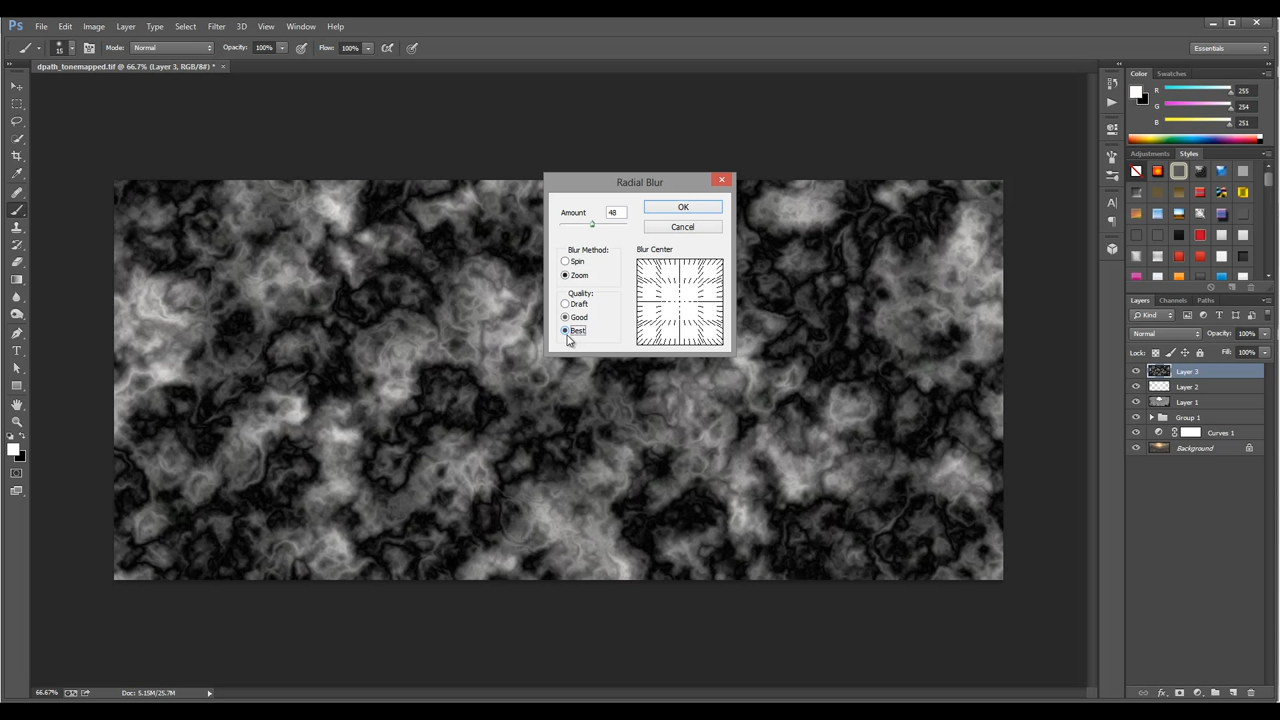 Ps File Edit Image Layer Type Select Filter 3D View Window Help
15 Mode: Normal Opacity: 100% Flow: 100% Essentials
dpath_tonemapped.tif @ 66.7% (Layer 3, RGB/8#) * ×
Color Swatches
R 255
G 254
B 251
Adjustments Styles
Radial Blur
Amount 48 OK
Cancel
Blur Method: Blur Center
Spin
Zoom
Quality:
Draft
Good
Best
Layers Channels Paths
Kind
Normal Opacity: 100%
Lock: Fill: 100%
Layer 3
Layer 2
Layer 1
Group 1
Curves 1
Background
66.67% Doc: 5.15M/25.7M